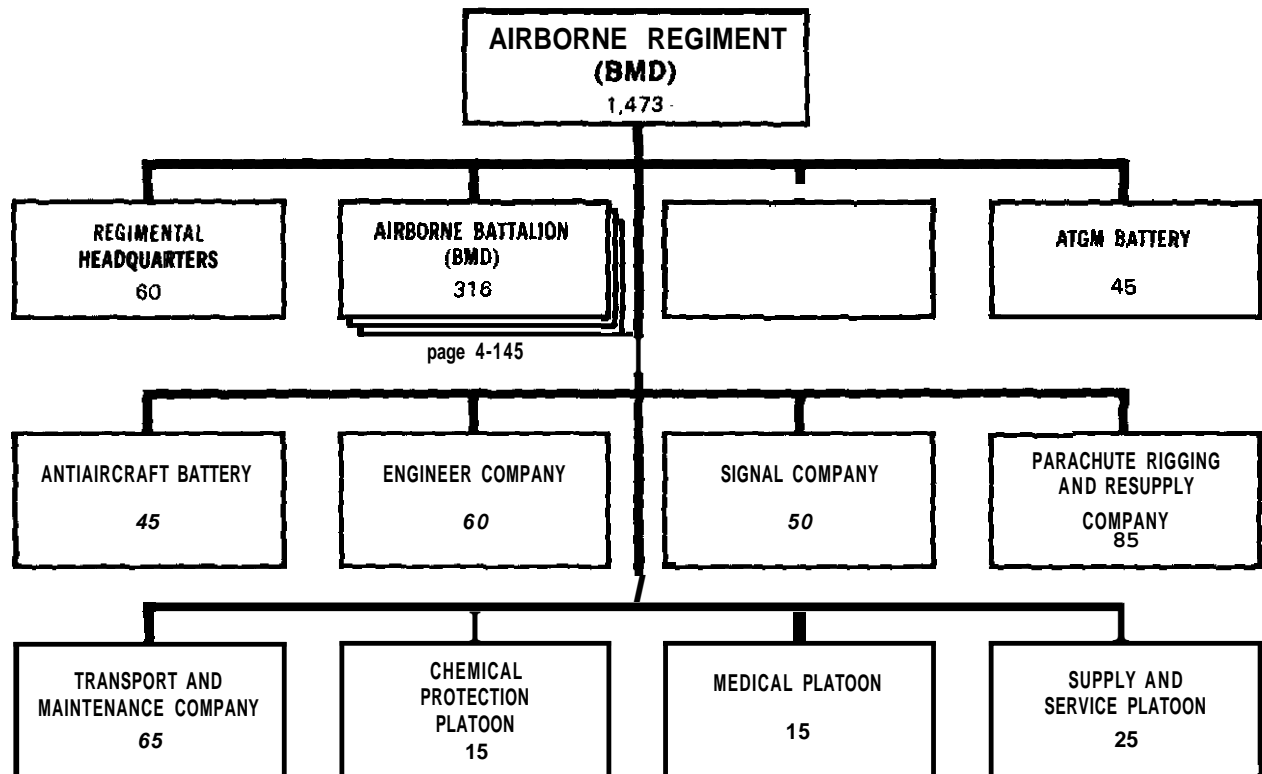 AIRBORNE REGIMENT
(BMD)
1,473
REGIMENTAL
HEADQUARTERS
60
AIRBORNE BATTALION
(BMD)
316
page 4-145
ATGM BATTERY
45
ANTIAIRCRAFT BATTERY
45
ENGINEER COMPANY
60
SIGNAL COMPANY
50
PARACHUTE RIGGING
AND RESUPPLY
COMPANY
85
TRANSPORT AND
MAINTENANCE COMPANY
65
CHEMICAL
PROTECTION
PLATOON
15
MEDICAL PLATOON
15
SUPPLY AND
SERVICE PLATOON
25